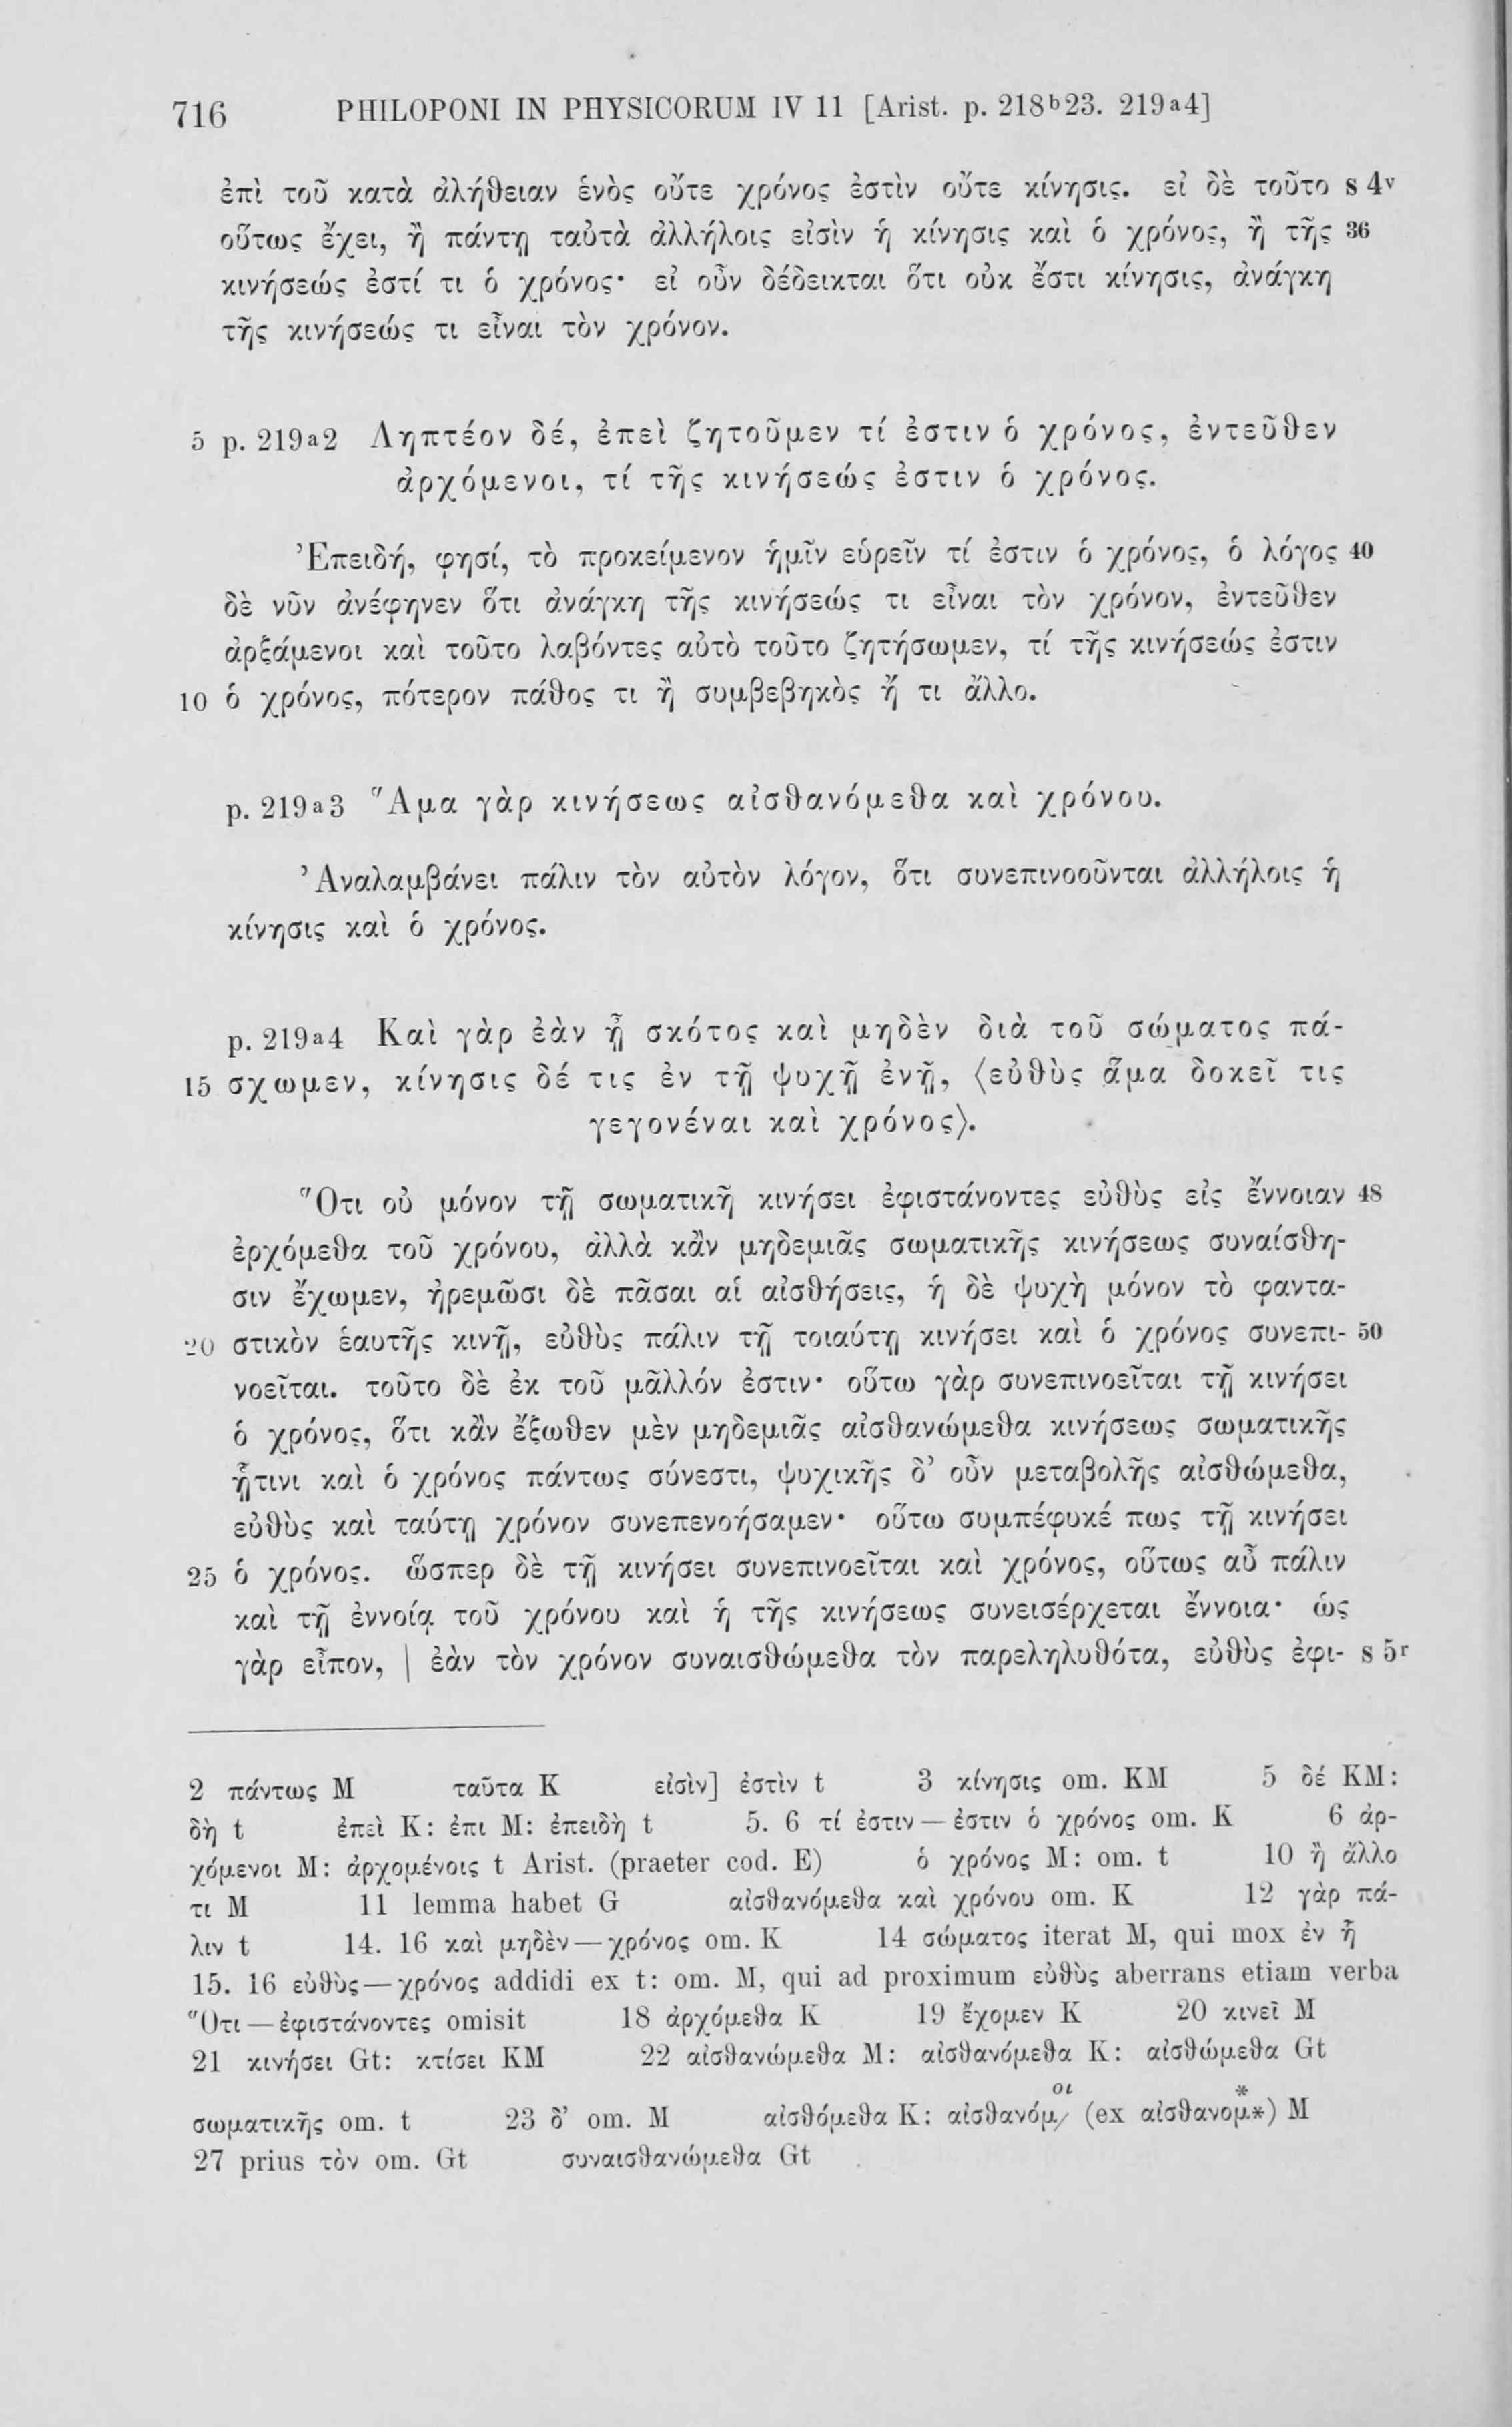 716 PHILOPONI IN PHYSICORUM IV 11 [Arist. p. 218ᵇ23. 219ᵃ4]
ἐπὶ τοῦ κατὰ ἀλήθειαν ἑνὸς οὔτε χρόνος ἐστὶν οὔτε κίνησις. εἰ δὲ τοῦτο s 4ᵛ
οὕτως ἔχει, ἢ πάντῃ ταὐτὰ ἀλλήλοις εἰσὶν ἡ κίνησις καὶ ὁ χρόνος, ἢ τῆς 36
κινήσεώς ἐστί τι ὁ χρόνος· εἰ οὖν δέδεικται ὅτι οὐκ ἔστι κίνησις, ἀνάγκη
τῆς κινήσεώς τι εἶναι τὸν χρόνον.
5 p. 219ᵃ2 Ληπτέον δέ, ἐπεὶ ζητοῦμεν τί ἐστιν ὁ χρόνος, ἐντεῦθεν
ἀρχόμενοι, τί τῆς κινήσεώς ἐστιν ὁ χρόνος.
Ἐπειδή, φησί, τὸ προκείμενον ἡμῖν εὑρεῖν τί ἐστιν ὁ χρόνος, ὁ λόγος 40
δὲ νῦν ἀνέφηνεν ὅτι ἀνάγκη τῆς κινήσεώς τι εἶναι τὸν χρόνον, ἐντεῦθεν
ἀρξάμενοι καὶ τοῦτο λαβόντες αὐτὸ τοῦτο ζητήσωμεν, τί τῆς κινήσεώς ἐστιν
10 ὁ χρόνος, πότερον πάθος τι ἢ συμβεβηκὸς ἤ τι ἄλλο.
p. 219ᵃ3 Ἅμα γὰρ κινήσεως αἰσθανόμεθα καὶ χρόνου.
Ἀναλαμβάνει πάλιν τὸν αὐτὸν λόγον, ὅτι συνεπινοοῦνται ἀλλήλοις ἡ
κίνησις καὶ ὁ χρόνος.
p. 219ᵃ4 Καὶ γὰρ ἐὰν ᾖ σκότος καὶ μηδὲν διὰ τοῦ σώματος πά-
15 σχωμεν, κίνησις δέ τις ἐν τῇ ψυχῇ ἐνῇ, ⟨εὐθὺς ἅμα δοκεῖ τις
γεγονέναι καὶ χρόνος⟩.
Ὅτι οὐ μόνον τῇ σωματικῇ κινήσει ἐφιστάνοντες εὐθὺς εἰς ἔννοιαν 48
ἐρχόμεθα τοῦ χρόνου, ἀλλὰ κἂν μηδεμιᾶς σωματικῆς κινήσεως συναίσθη-
σιν ἔχωμεν, ἠρεμῶσι δὲ πᾶσαι αἱ αἰσθήσεις, ἡ δὲ ψυχὴ μόνον τὸ φαντα-
20 στικὸν ἑαυτῆς κινῇ, εὐθὺς πάλιν τῇ τοιαύτῃ κινήσει καὶ ὁ χρόνος συνεπι- 50
νοεῖται. τοῦτο δὲ ἐκ τοῦ μᾶλλόν ἐστιν· οὕτω γὰρ συνεπινοεῖται τῇ κινήσει
ὁ χρόνος, ὅτι κἂν ἔξωθεν μὲν μηδεμιᾶς αἰσθανώμεθα κινήσεως σωματικῆς
ᾗτινι καὶ ὁ χρόνος πάντως σύνεστι, ψυχικῆς δ’ οὖν μεταβολῆς αἰσθώμεθα,
εὐθὺς καὶ ταύτῃ χρόνον συνεπενοήσαμεν· οὕτω συμπέφυκέ πως τῇ κινήσει
25 ὁ χρόνος. ὥσπερ δὲ τῇ κινήσει συνεπινοεῖται καὶ χρόνος, οὕτως αὖ πάλιν
καὶ τῇ ἐννοίᾳ τοῦ χρόνου καὶ ἡ τῆς κινήσεως συνεισέρχεται ἔννοια· ὡς
γὰρ εἶπον, | ἐὰν τὸν χρόνον συναισθώμεθα τὸν παρεληλυθότα, εὐθὺς ἐφι- s 5ʳ
2 πάντως M ταῦτα K εἰσὶν] ἐστὶν t 3 κίνησις om. KM 5 δέ KM:
δὴ t ἐπεὶ K: ἐπι M: ἐπειδὴ t 5. 6 τί ἐστιν — ἐστιν ὁ χρόνος om. K 6 ἀρ-
χόμενοι M: ἀρχομένοις t Arist. (praeter cod. E) ὁ χρόνος M: om. t 10 ἢ ἄλλο
τι M 11 lemma habet G αἰσθανόμεθα καὶ χρόνου om. K 12 γὰρ πά-
λιν t 14. 16 καὶ μηδὲν — χρόνος om. K 14 σώματος iterat M, qui mox ἐν ᾖ
15. 16 εὐθὺς — χρόνος addidi ex t: om. M, qui ad proximum εὐθὺς aberrans etiam verba
Ὅτι — ἐφιστάνοντες omisit 18 ἀρχόμεθα K 19 ἔχομεν K 20 κινεῖ M
21 κινήσει Gt: κτίσει KM 22 αἰσθανώμεθα M: αἰσθανόμεθα K: αἰσθώμεθα Gt
σωματικῆς om. t 23 δ’ om. M αἰσθόμεθα K: (ex αἰσθανομ*) M
27 prius τὸν om. Gt συναισθανώμεθα Gt